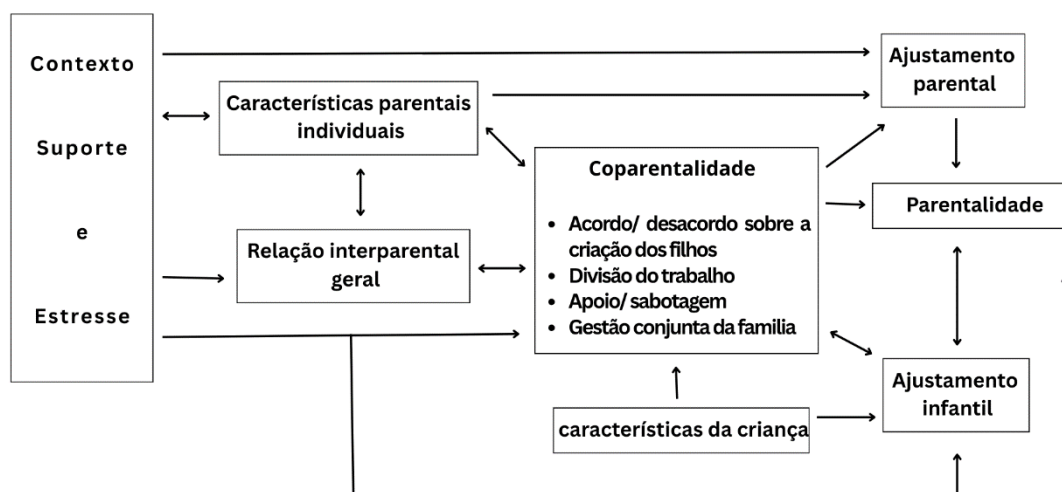 Contexto
Suporte
e
Estresse
Característícas parentais
individuais
Relação interparental
geral
Coparentalidade
• Acordo/ desacordo sobre a
criação dos filhos
• Divisão do trabalho
• Apoio/ sabotagem
• Gestão conjunta da familia
características da criança
Ajustamento
parental
Parentalidade
Ajustamento
infantil